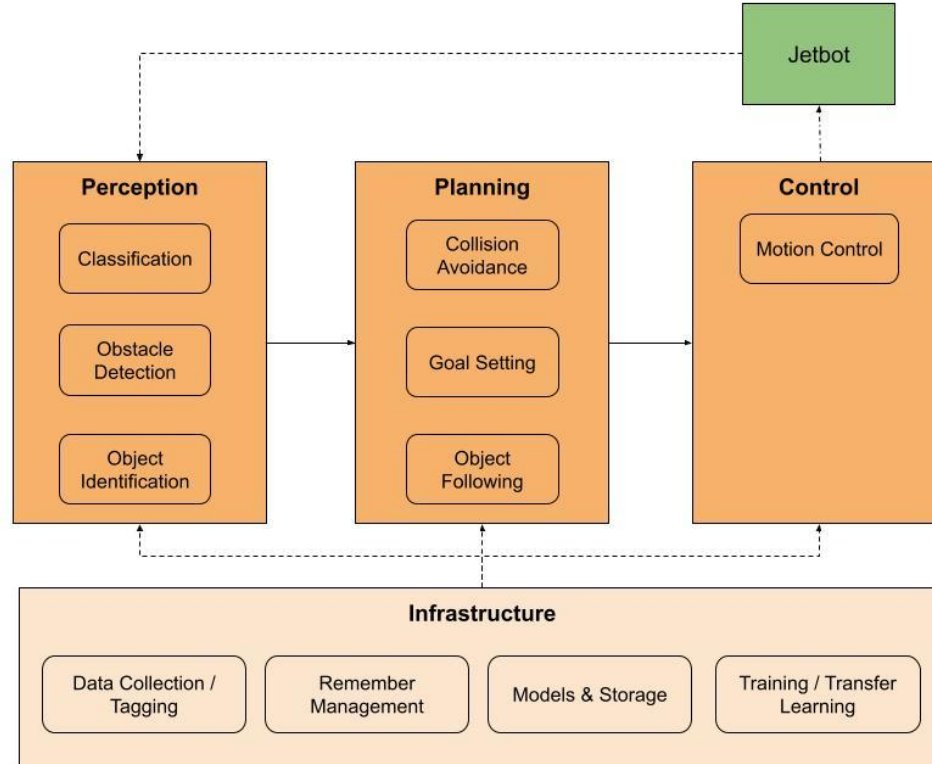 Jetbot
Perception
Classification
Obstacle
Detection
Object
Identification
Planning
Collision
Avoidance
Goal Setting
Object
Following
Control
Motion Control
Infrastructure
Data Collection /
Tagging
Remember
Management
Models & Storage
Training / Transfer
Learning